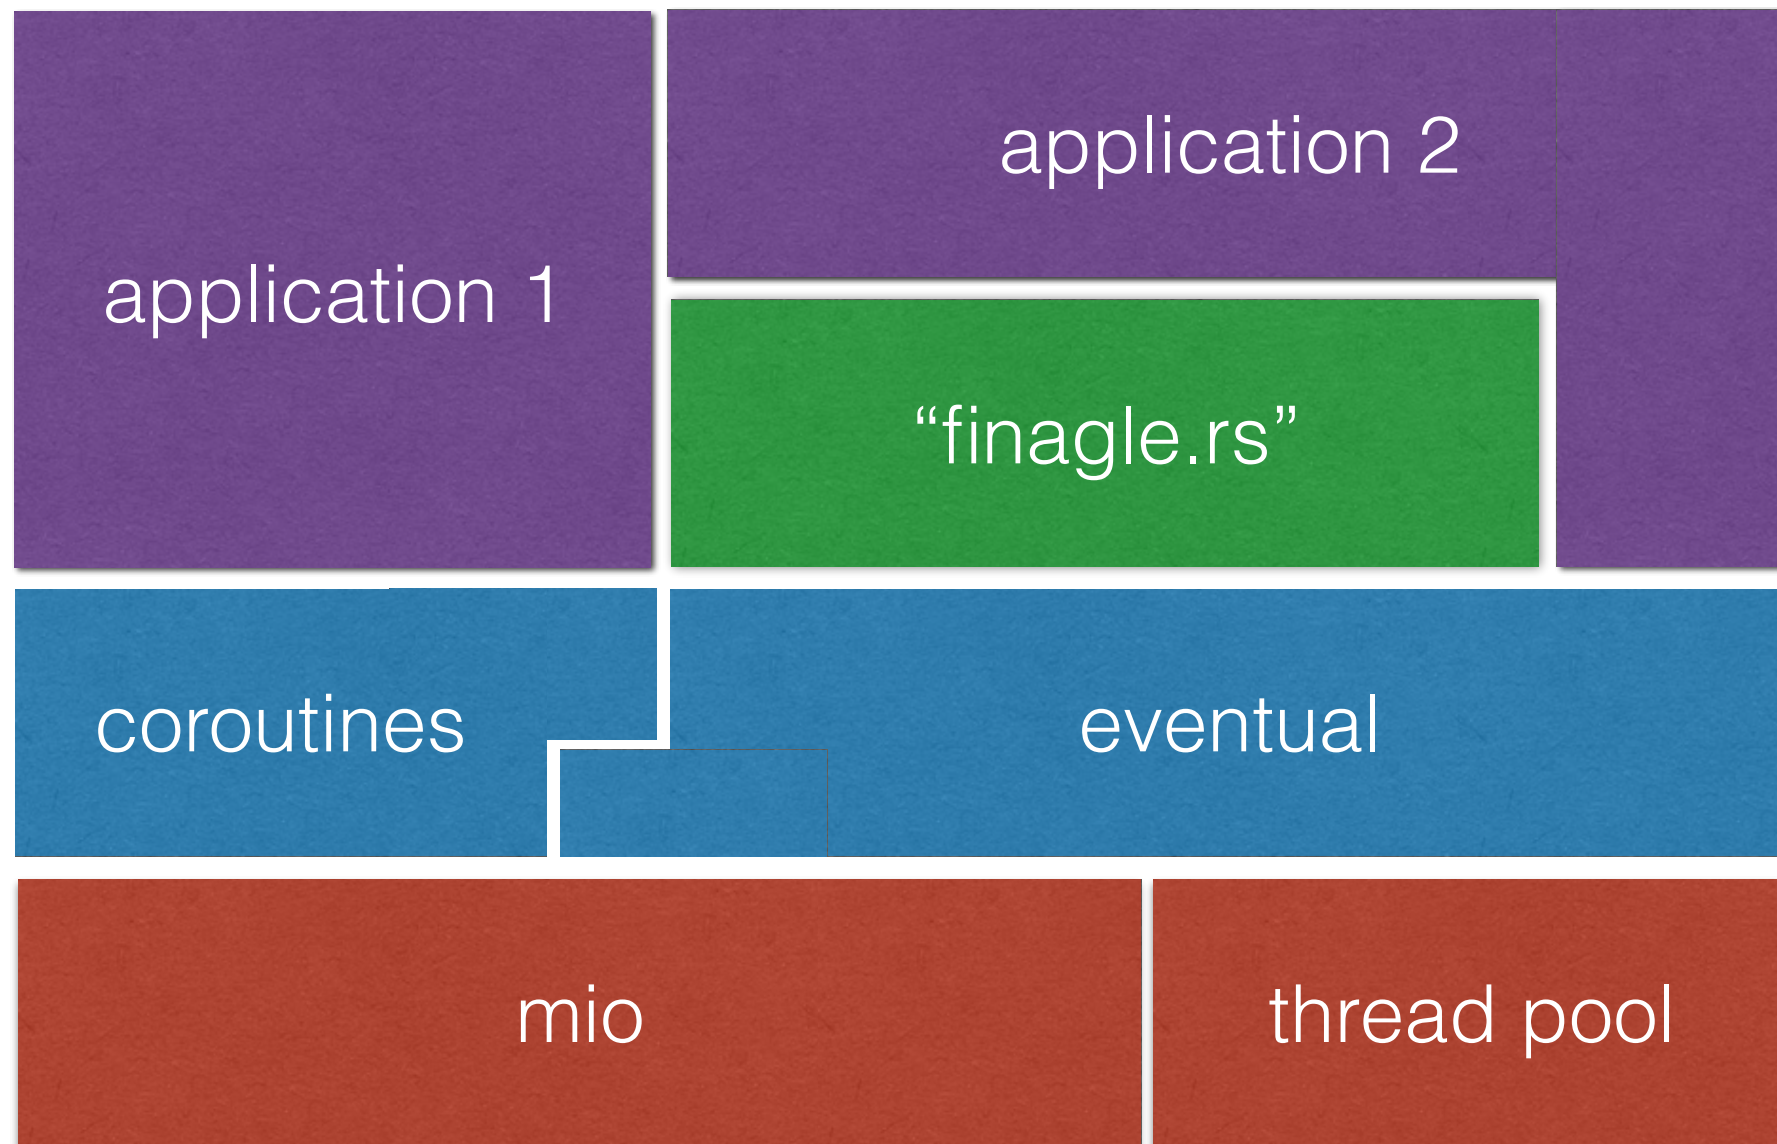 application 1
application 2
“finagle.rs”
coroutines
eventual
mio
thread pool